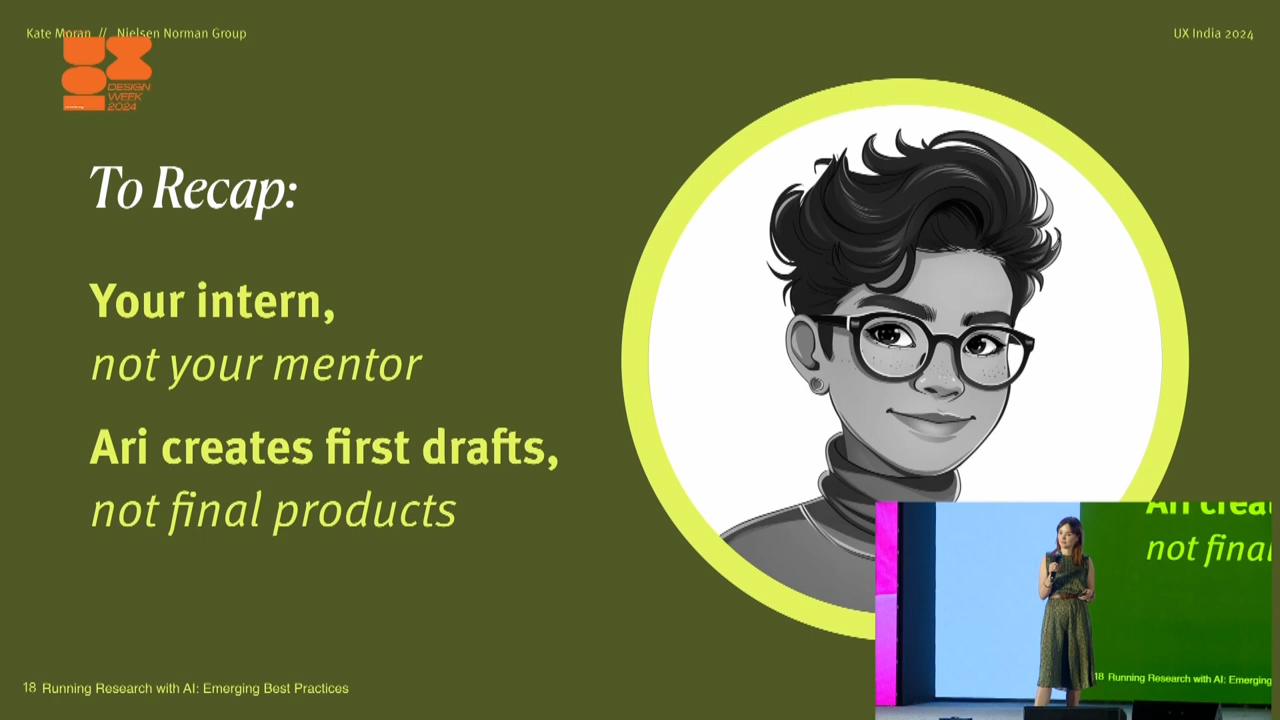 Kate Moran // Nielsen Norman Group
UX India 2024
DESIGN
WEEK
2024
To Recap:
Your intern,
not your mentor
Ari creates first drafts,
not final products
18 Running Research with AI: Emerging Best Practices
Ari crea
not final
18 Running Research with AI: Emerging